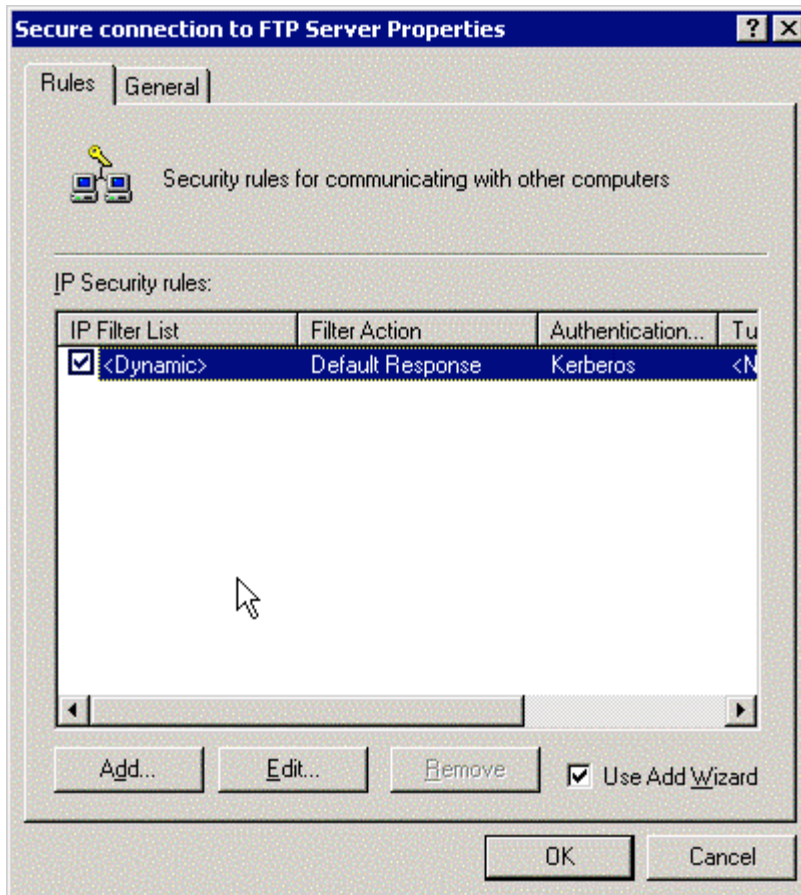 Secure connection to FTP Server Properties
Rules General
Security rules for communicating with other computers
IP Security rules:
IP Filter List Filter Action Authentication... Tu
<Dynamic> Default Response Kerberos <N
Add... Edit... Remove Use Add Wizard
OK Cancel